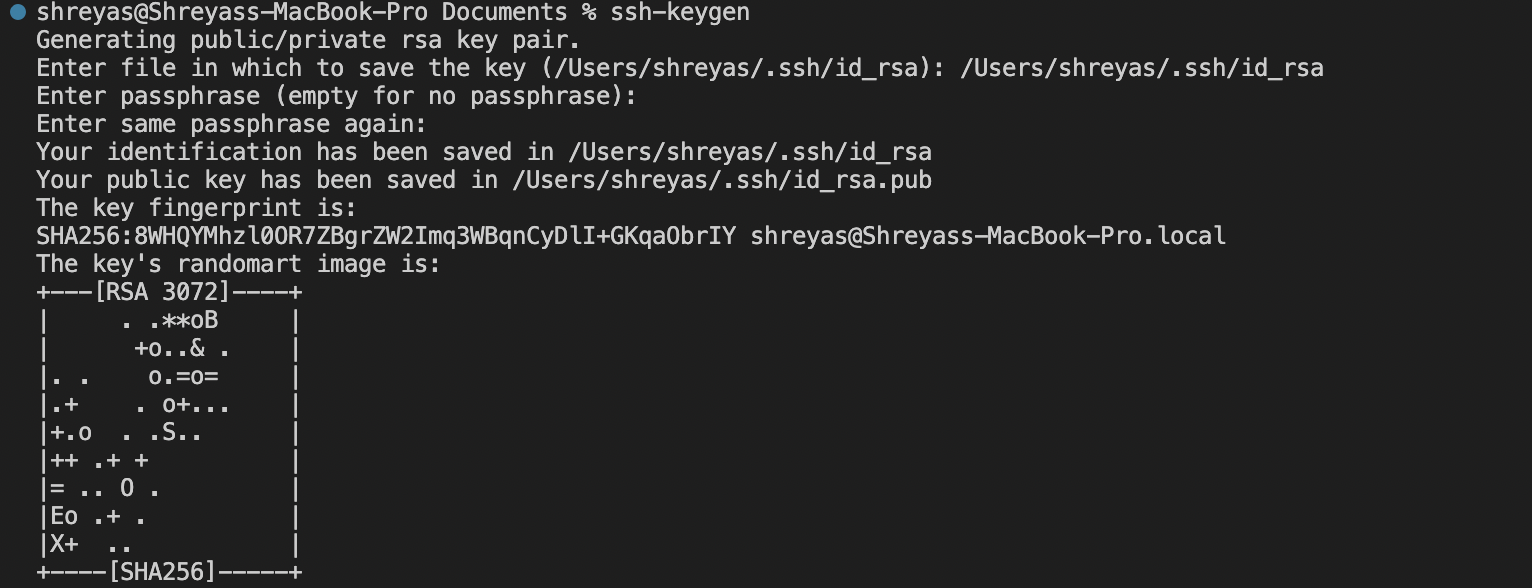 shreyas@Shreyass-MacBook-Pro Documents % ssh-keygen
Generating public/private rsa key pair.
Enter file in which to save the key (/Users/shreyas/.ssh/id_rsa): /Users/shreyas/.ssh/id_rsa
Enter passphrase (empty for no passphrase):
Enter same passphrase again:
Your identification has been saved in /Users/shreyas/.ssh/id_rsa
Your public key has been saved in /Users/shreyas/.ssh/id_rsa.pub
The key fingerprint is:
SHA256:8WHQYMhzl0OR7ZBgrZW2Imq3WBqnCyDlI+GKqaObrIY shreyas@Shreyass-MacBook-Pro.local
The key's randomart image is:
+---[RSA 3072]----+
|     . .**oB     |
|      +o..& .    |
|. .    o.=o=     |
|.+    . o+...    |
|+.o  . .S..      |
|++ .+ +          |
|= .. O .         |
|Eo .+ .          |
|X+  ..           |
+----[SHA256]-----+